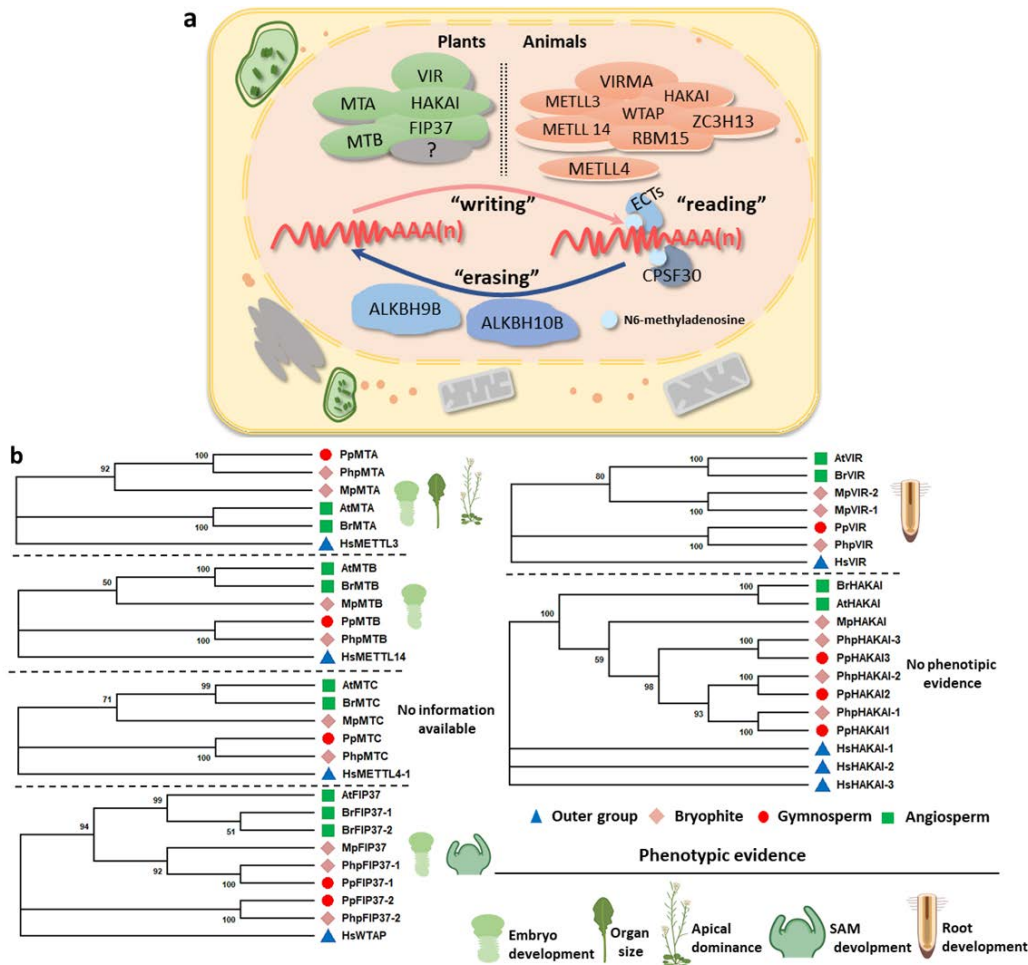 a
Plants Animals
VIR
MTA
HAKAI
FIP37
MTB
?
VIRMA
METLL3
HAKAI
WTAP
ZC3H13
METLL 14
RBM15
METLL4
"writing"
ECTs
"reading"
AAA(n)
AAA(n)
"erasing"
CPSF30
ALKBH9B
ALKBH10B
N6-methyladenosine
b
PpMTA
100
PhpMTA
92
MpMTA
AtMTA
100
BrMTA
HsMETTL3
AtMTB
100
BrMTB
50
MpMTB
PpMTB
100
PhpMTB
HsMETTL14
AtMTC
99
BrMTC
71
MpMTC
No information
available
PpMTC
100
PhpMTC
HsMETTL4-1
AtFIP37
99
BrFIP37-1
51
BrFIP37-2
94
MpFIP37
92
PhpFIP37-1
100
PpFIP37-1
PpFIP37-2
100
PhpFIP37-2
HsWTAP
AtVIR
100
BrVIR
80
MpVIR-2
100
MpVIR-1
PpVIR
100
PhpVIR
HsVIR
BrHAKAI
100
AtHAKAI
100
MpHAKAI
59
PhpHAKAI-3
100
PpHAKAI3
98
PhpHAKAI-2
100
PpHAKAI2
93
PhpHAKAI-1
100
PpHAKAI1
HsHAKAI-1
HsHAKAI-2
HsHAKAI-3
No phenotipic
evidence
Outer group Bryophite Gymnosperm Angiosperm
Phenotypic evidence
Embryo
development
Organ
size
Apical
dominance
SAM
devolpment
Root
development